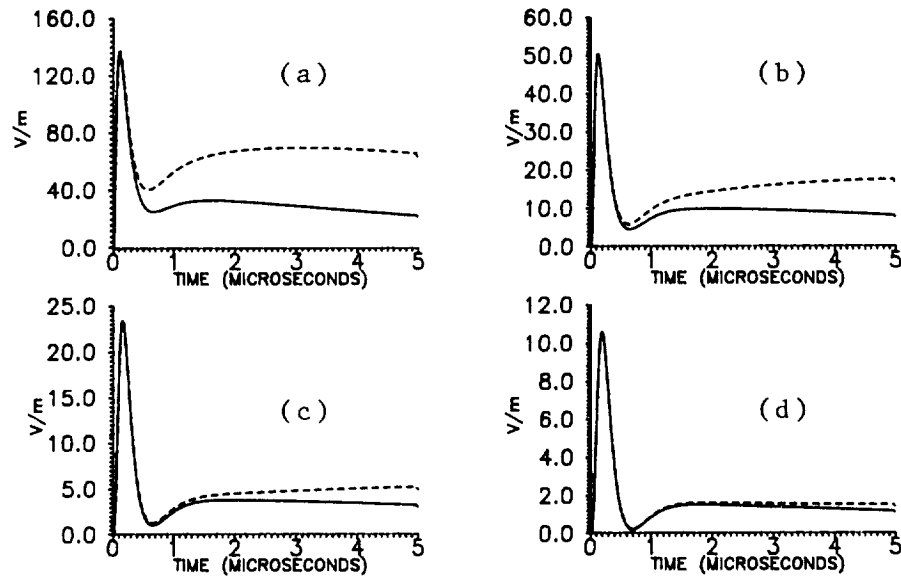 160.0
120.0
80.0
40.0
0.0
V/m
(a)
0 1 2 3 4 5
TIME (MICROSECONDS)
60.0
50.0
40.0
30.0
20.0
10.0
0.0
V/m
(b)
0 1 2 3 4 5
TIME (MICROSECONDS)
25.0
20.0
15.0
10.0
5.0
0.0
V/m
(c)
0 1 2 3 4 5
TIME (MICROSECONDS)
12.0
10.0
8.0
6.0
4.0
2.0
0.0
V/m
(d)
0 1 2 3 4 5
TIME (MICROSECONDS)